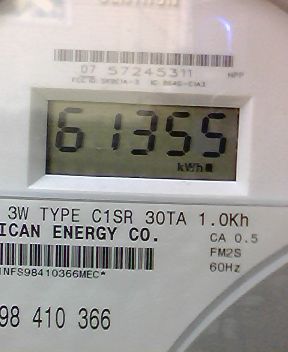 07 57245311 NPP
61355
kWh
3W TYPE C1SR 30TA 1.0Kh
ICAN ENERGY CO.
CA 0.5
FM2S
60Hz
INFS98410366MEC*
98 410 366